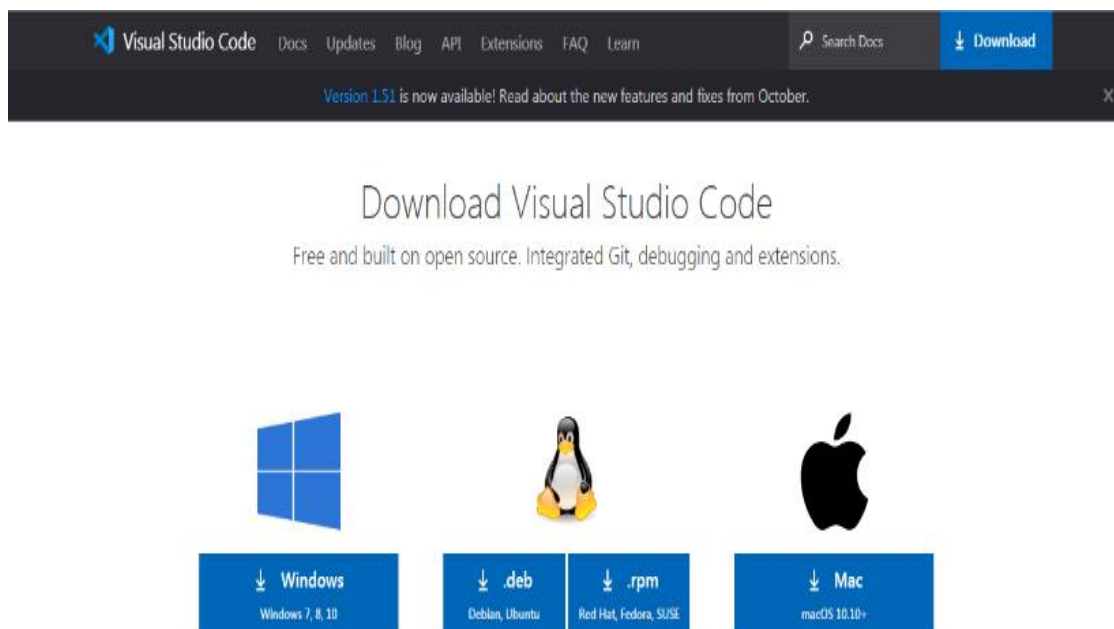 Visual Studio Code Docs Updates Blog API Extensions FAQ Learn Search Docs Download
Version 1.51 is now available! Read about the new features and fixes from October.
Download Visual Studio Code
Free and built on open source. Integrated Git, debugging and extensions.
Windows
Windows 7, 8, 10
.deb
Debian, Ubuntu
.rpm
Red Hat, Fedora, SUSE
Mac
macOS 10.10+